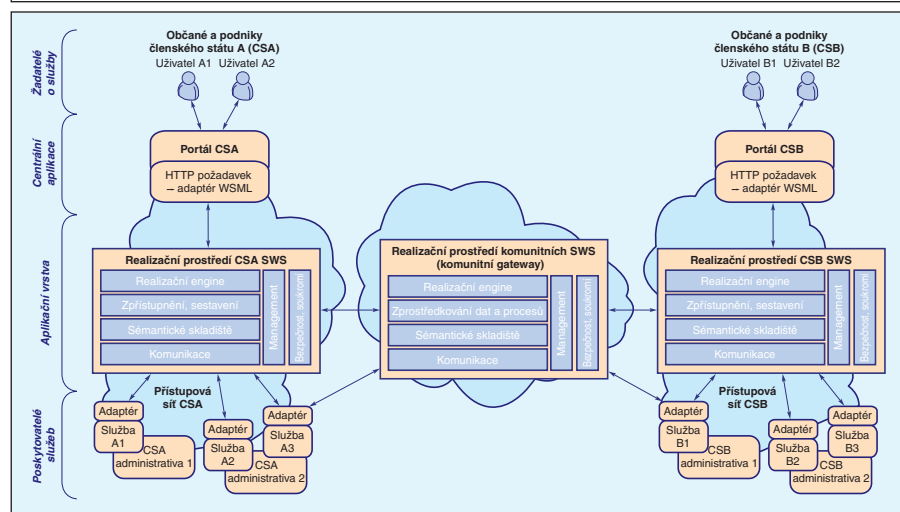 Občané a podniky
členského státu A (CSA)
Uživatel A1 Uživatel A2
Občané a podniky
členského státu B (CSB)
Uživatel B1 Uživatel B2
Žadatelé
o služby
Centrální
aplikace
Aplikační vrstva
Poskytovatelé
služeb
Portál CSA
HTTP požadavek
– adaptér WSML
Portál CSB
HTTP požadavek
– adaptér WSML
Realizační prostředí CSA SWS
Realizační engine
Zpřístupnění, sestavení
Sémantické skladiště
Komunikace
Management
Bezpečnost, soukromi
Realizační prostředí komunitních SWS
(komunitní gateway)
Realizační engine
Zprostředkování dat a procesů
Sémantické skladiště
Komunikace
Management
Bezpečnost, soukromi
Realizační prostředí CSB SWS
Realizační engine
Zpřístupnění, sestavení
Sémantické skladiště
Komunikace
Management
Bezpečnost, soukromi
Přístupová
síť CSA
Adaptér
Služba
A1
CSA
administrativa 1
Adaptér
Služba
A2
Adaptér
Služba
A3
CSA
administrativa 2
Přístupová
síť CSB
Adaptér
Služba
B1
CSB
administrativa 1
Adaptér
Služba
B2
Adaptér
Služba
B3
CSB
administrativa 2